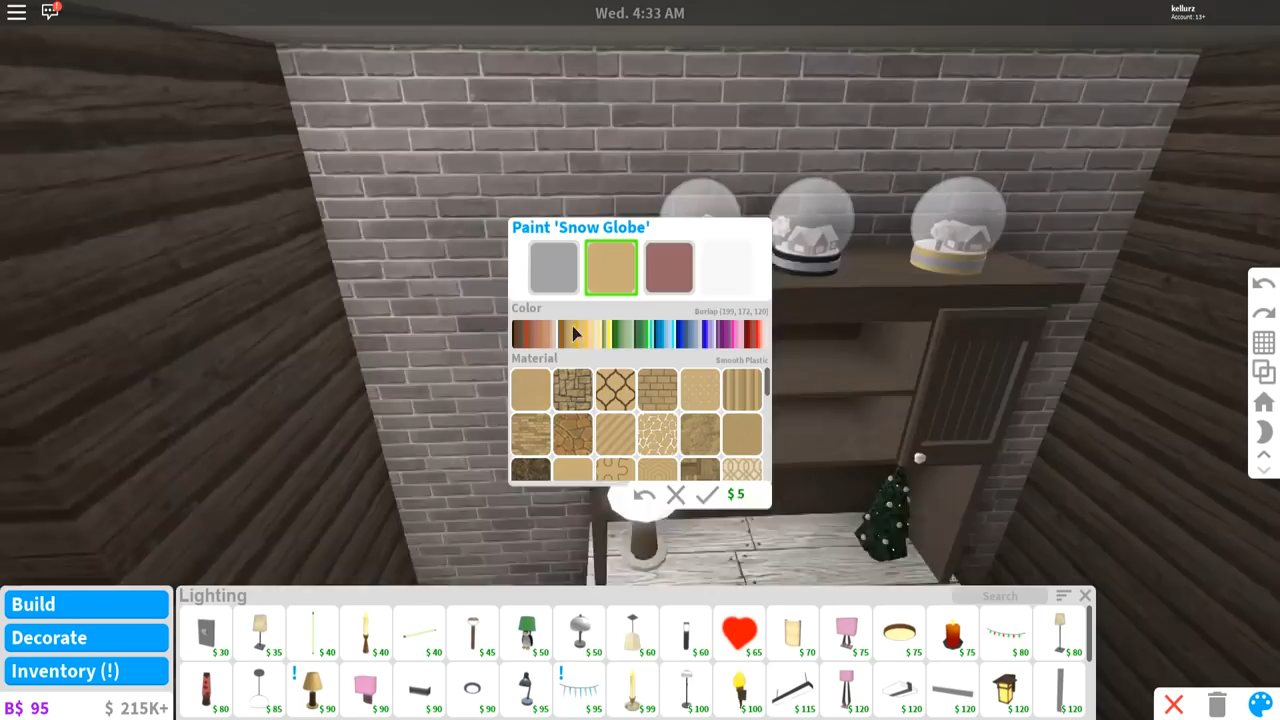 Wed. 4:33 AM
kellurz
Account: 13+
Paint 'Snow Globe'
Color
Burlap (199, 172, 120)
Material
Smooth Plastic
$ 5
Build
Decorate
Inventory (!)
B$ 95
$ 215K+
Lighting
Search
$ 30
$ 35
$ 40
$ 40
$ 40
$ 45
$ 50
$ 50
$ 60
$ 60
$ 65
$ 70
$ 75
$ 75
$ 75
$ 80
$ 80
$ 80
$ 85
! $ 90
$ 90
$ 90
$ 95
$ 95
! $ 95
$ 99
$ 100
$ 100
$ 115
$ 120
$ 120
$ 120
$ 120
$ 120